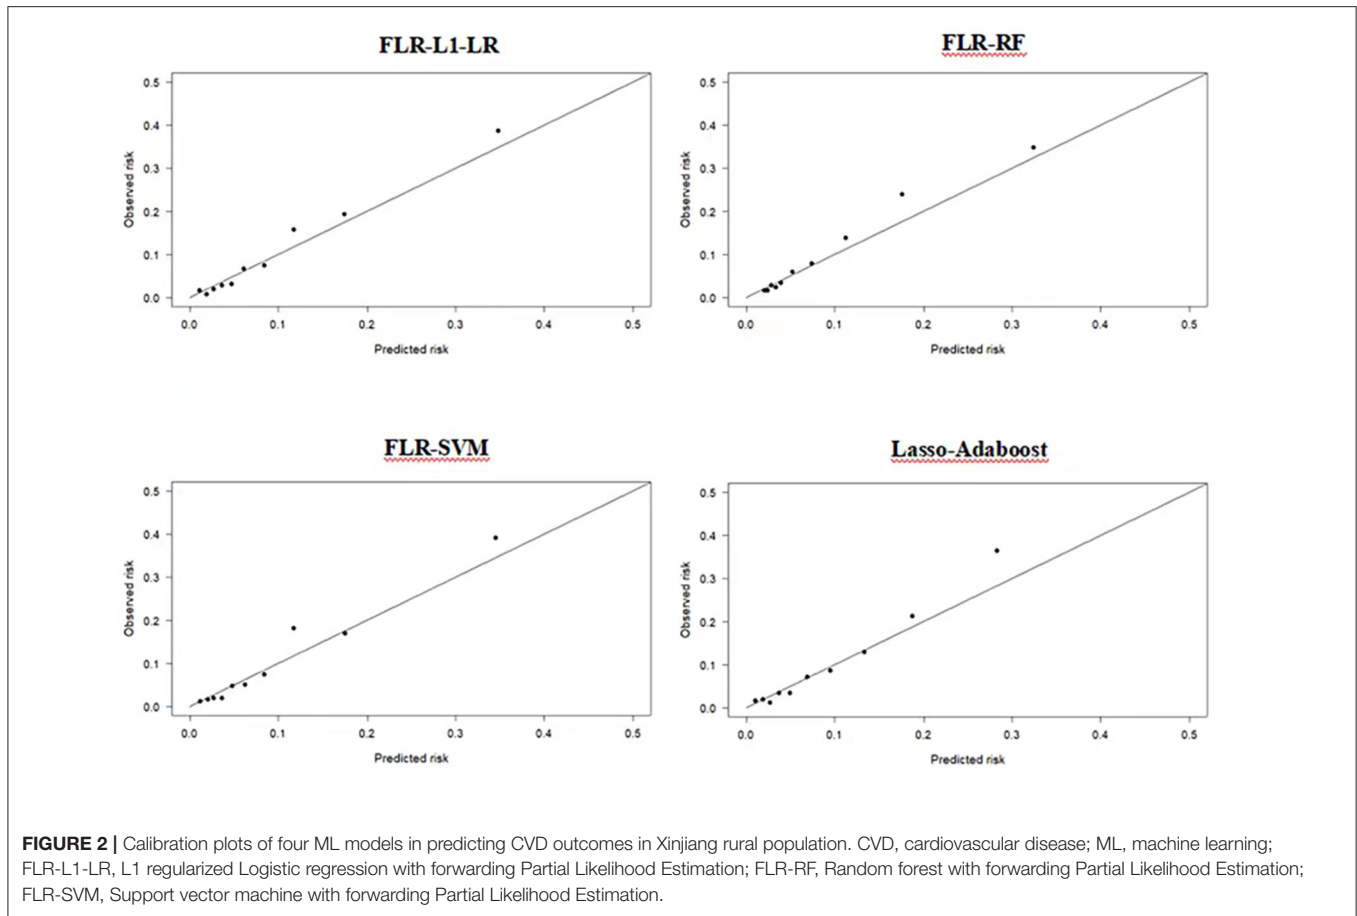 FLR-L1-LR
0.5
0.4
0.3
0.2
0.1
0.0
Observed risk
0.0 0.1 0.2 0.3 0.4 0.5
Predicted risk
FLR-RF
0.5
0.4
0.3
0.2
0.1
0.0
Observed risk
0.0 0.1 0.2 0.3 0.4 0.5
Predicted risk
FLR-SVM
0.5
0.4
0.3
0.2
0.1
0.0
Observed risk
0.0 0.1 0.2 0.3 0.4 0.5
Predicted risk
Lasso-Adaboost
0.5
0.4
0.3
0.2
0.1
0.0
Observed risk
0.0 0.1 0.2 0.3 0.4 0.5
Predicted risk
FIGURE 2 | Calibration plots of four ML models in predicting CVD outcomes in Xinjiang rural population. CVD, cardiovascular disease; ML, machine learning;
FLR-L1-LR, L1 regularized Logistic regression with forwarding Partial Likelihood Estimation; FLR-RF, Random forest with forwarding Partial Likelihood Estimation;
FLR-SVM, Support vector machine with forwarding Partial Likelihood Estimation.